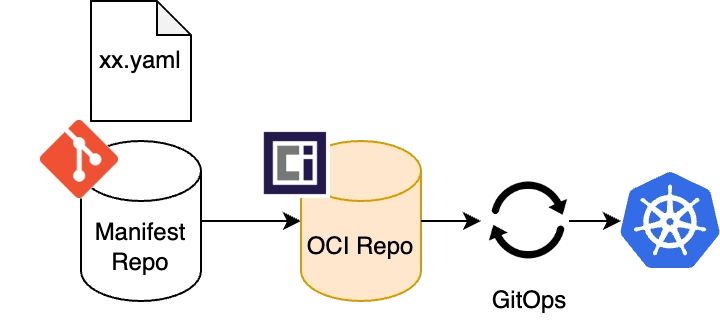 xx.yaml
Manifest
Repo
OCI Repo
GitOps